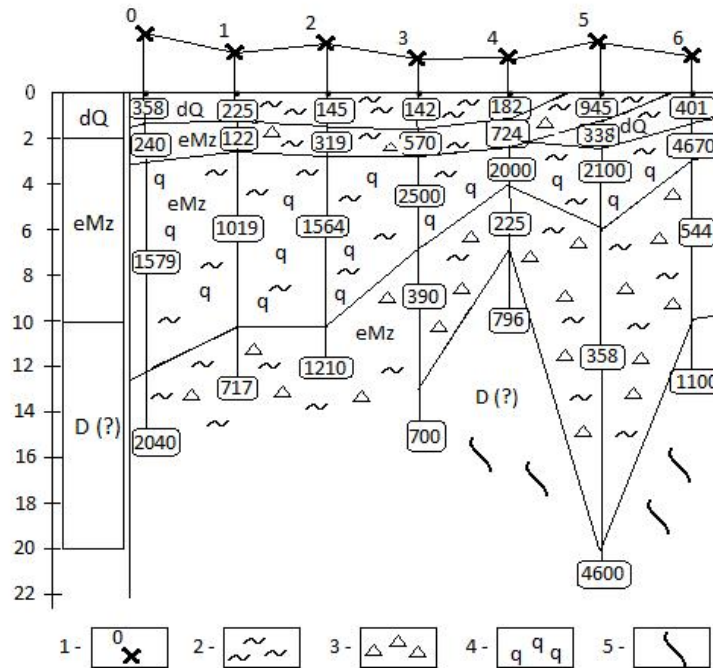 0 1 2 3 4 5 6
0 dQ 358 225 145 142 182 945 401
dQ
2 240 eMz 122 319 570 724 338 dQ 4670
q q q q 2000 2100 q
4 eMz q 2500 q
6 eMz q 1019 1564 q q 225 544
q
8 1579 q 390
q q q
10 eMz 796
12 717 1210 358 1100
14 D (?) 2040 700 D (?)
16
18
20
22 4600
1 - 0 2 - 3 - 4 - q q q 5 -